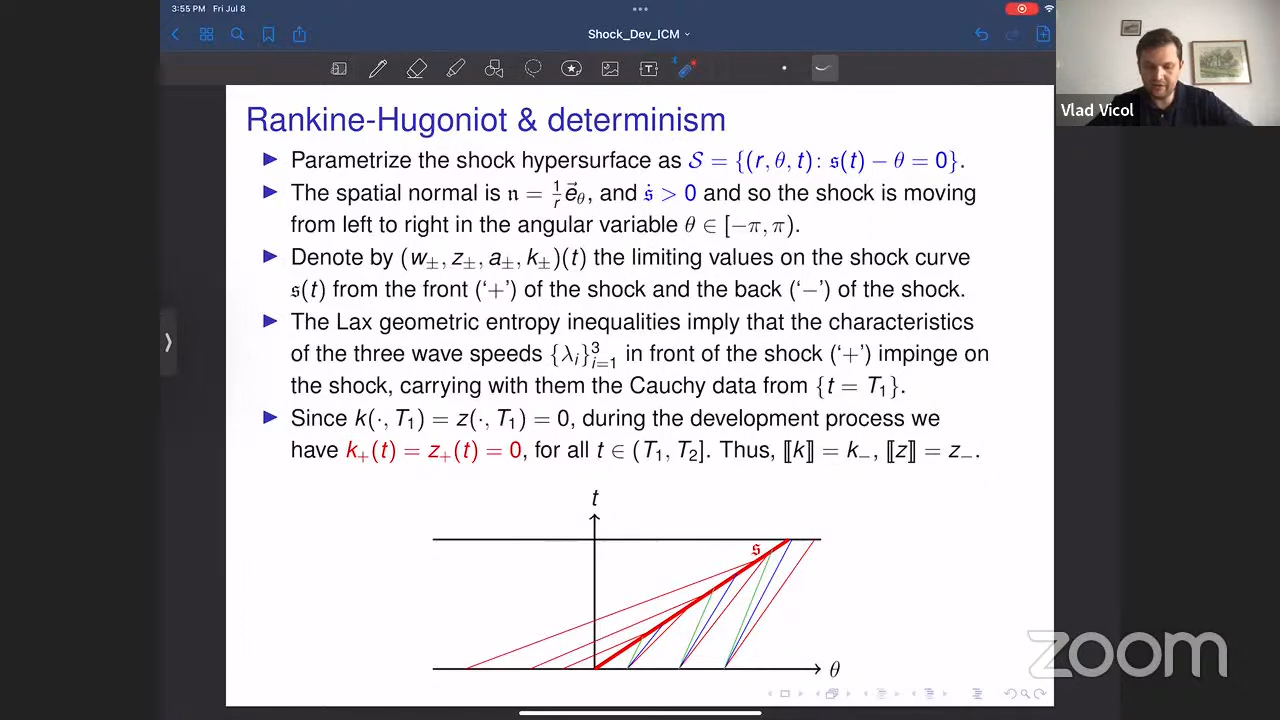 3:55 PM Fri Jul 8
Shock_Dev_ICM
Vlad Vicol
Rankine-Hugoniot & determinism
Parametrize the shock hypersurface as 𝒮 = {(r, θ, t): 𝔰(t) − θ = 0}.
The spatial normal is 𝔫 = 1/r e⃗_θ, and 𝔰̇ > 0 and so the shock is moving
from left to right in the angular variable θ ∈ [−π, π).
Denote by (w±, z±, a±, k±)(t) the limiting values on the shock curve
𝔰(t) from the front (‘+’) of the shock and the back (‘−’) of the shock.
The Lax geometric entropy inequalities imply that the characteristics
of the three wave speeds {λ_i}_{i=1}^3 in front of the shock (‘+’) impinge on
the shock, carrying with them the Cauchy data from {t = T₁}.
Since k(·, T₁) = z(·, T₁) = 0, during the development process we
have k₊(t) = z₊(t) = 0, for all t ∈ (T₁, T₂]. Thus, ⟦k⟧ = k₋, ⟦z⟧ = z₋.
t
𝔰
θ
zoom